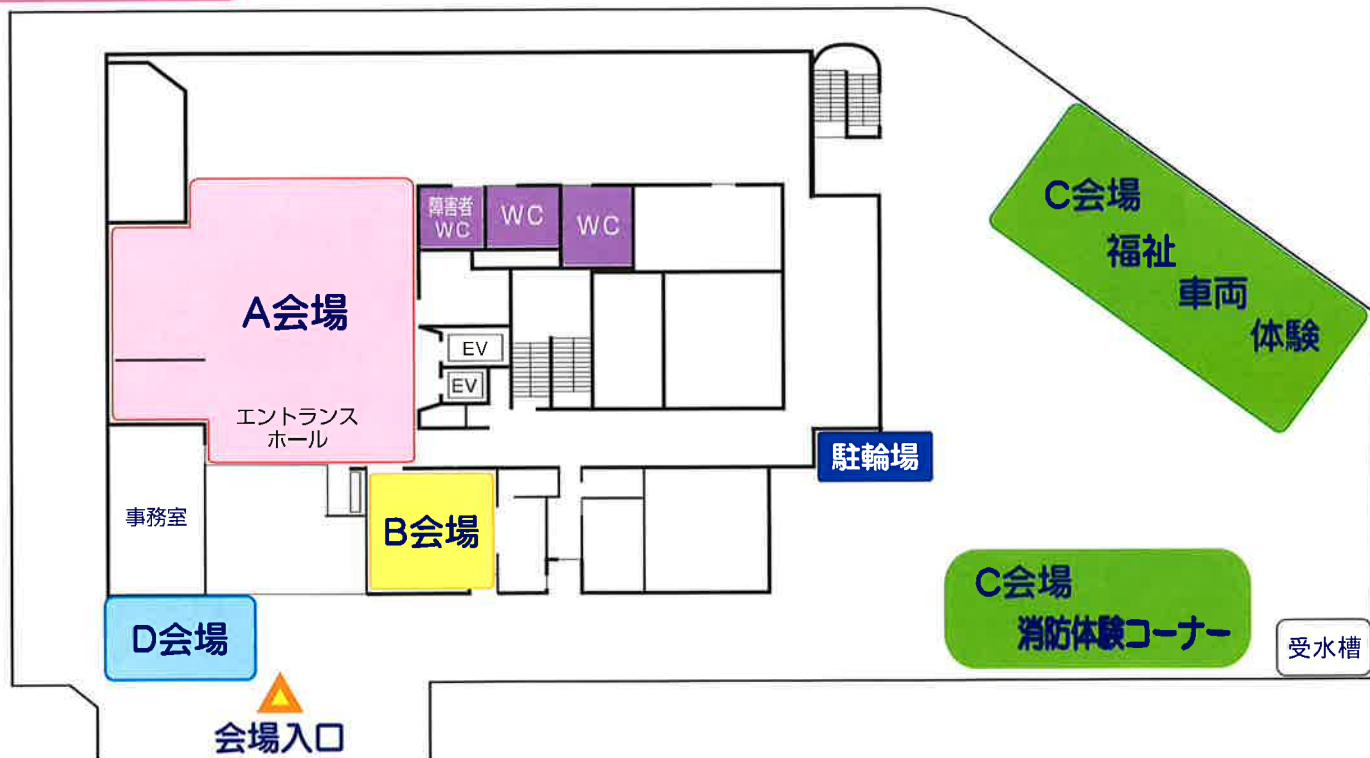 C会場
福祉
車両
体験
障害者
WC
WC
WC
A会場
EV
EV
エントランス
ホール
駐輪場
事務室
B会場
C会場
消防体験コーナー
D会場
受水槽
会場入口